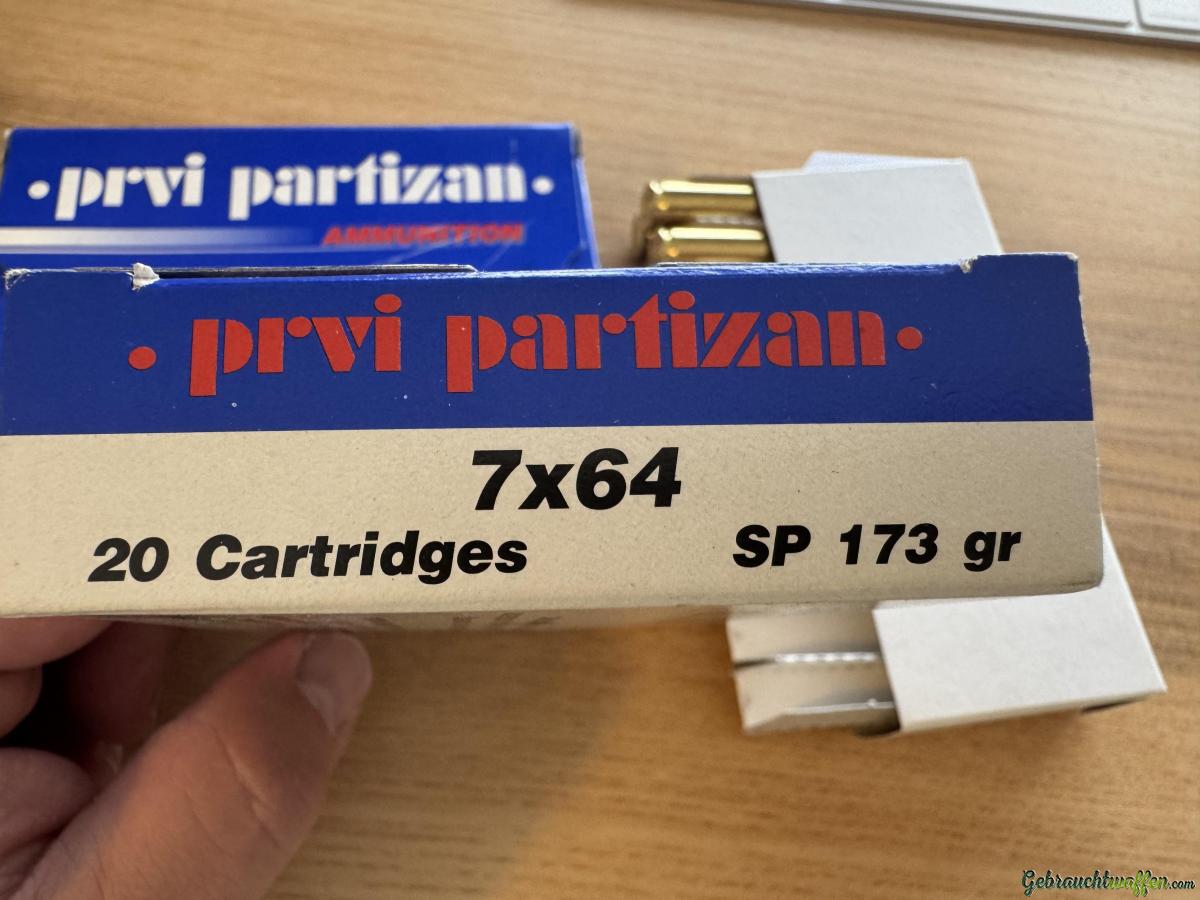 • prvi partizan •
AMMUNITION
• prvi partizan •
7x64
20 Cartridges SP 173 gr
Gebrauchtwaffen.com